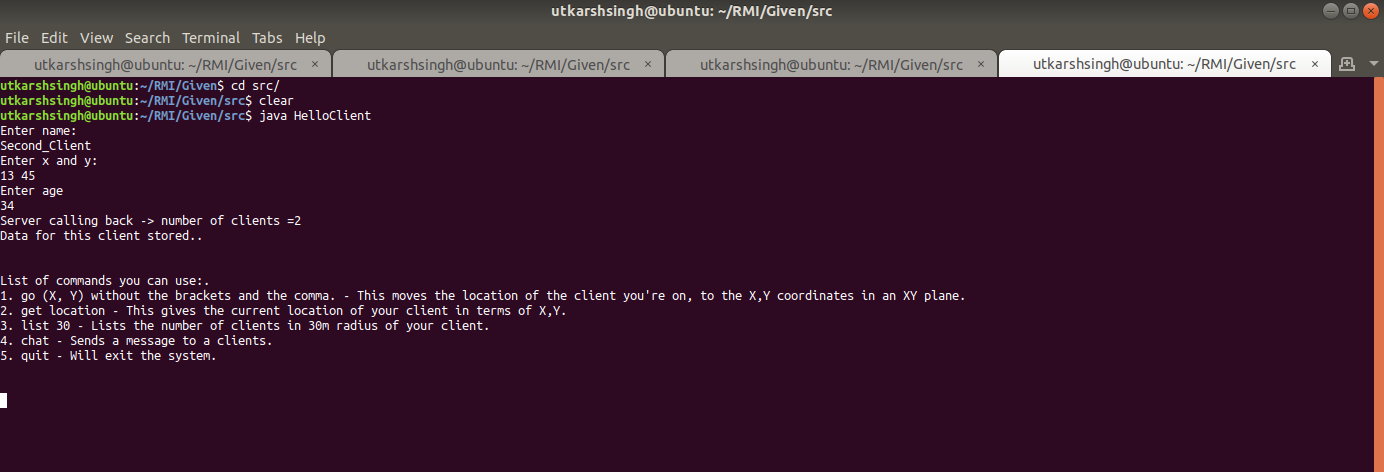 utkarshsingh@ubuntu: ~/RMI/Given/src
File Edit View Search Terminal Tabs Help
utkarshsingh@ubuntu: ~/RMI/Given/src × utkarshsingh@ubuntu: ~/RMI/Given/src × utkarshsingh@ubuntu: ~/RMI/Given/src × utkarshsingh@ubuntu: ~/RMI/Given/src ×
utkarshsingh@ubuntu:~/RMI/Given$ cd src/
utkarshsingh@ubuntu:~/RMI/Given/src$ clear
utkarshsingh@ubuntu:~/RMI/Given/src$ java HelloClient
Enter name:
Second_Client
Enter x and y:
13 45
Enter age
34
Server calling back -> number of clients =2
Data for this client stored..
List of commands you can use:.
1. go (X, Y) without the brackets and the comma. - This moves the location of the client you're on, to the X,Y coordinates in an XY plane.
2. get location - This gives the current location of your client in terms of X,Y.
3. list 30 - Lists the number of clients in 30m radius of your client.
4. chat - Sends a message to a clients.
5. quit - Will exit the system.